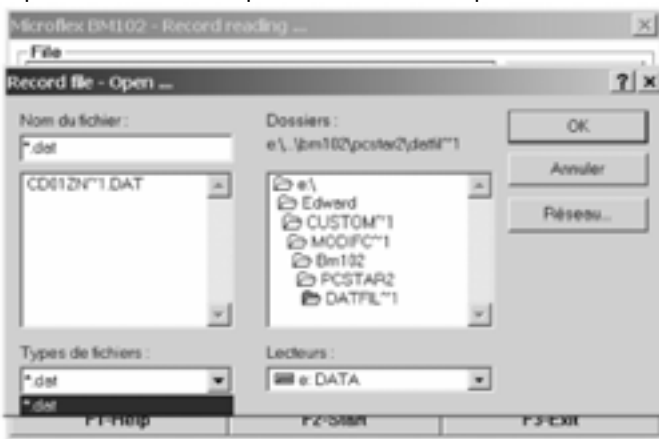 Microflex BM102 - Record reading ...
File
Record file - Open ...
Nom du fichier :
*.dat
CD01ZN~1.DAT
Dossiers :
e:\..\bm102\pcstar2\datfil~1
e:\
Edward
CUSTOM~1
MODIFC~1
Bm102
PCSTAR2
DATFIL~1
OK
Annuler
Réseau...
Types de fichiers :
*.dat
*.dat
Lecteurs :
e: DATA
F1-Help
F2-Start
F3-Exit